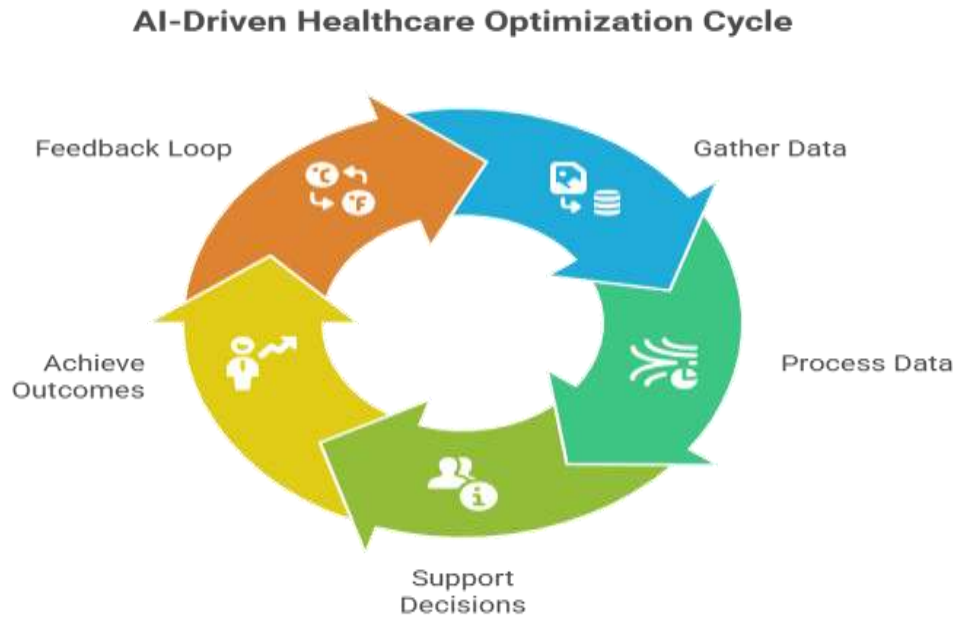 AI-Driven Healthcare Optimization Cycle
Feedback Loop
Gather Data
°C
°F
Achieve
Outcomes
Process Data
i
Support
Decisions